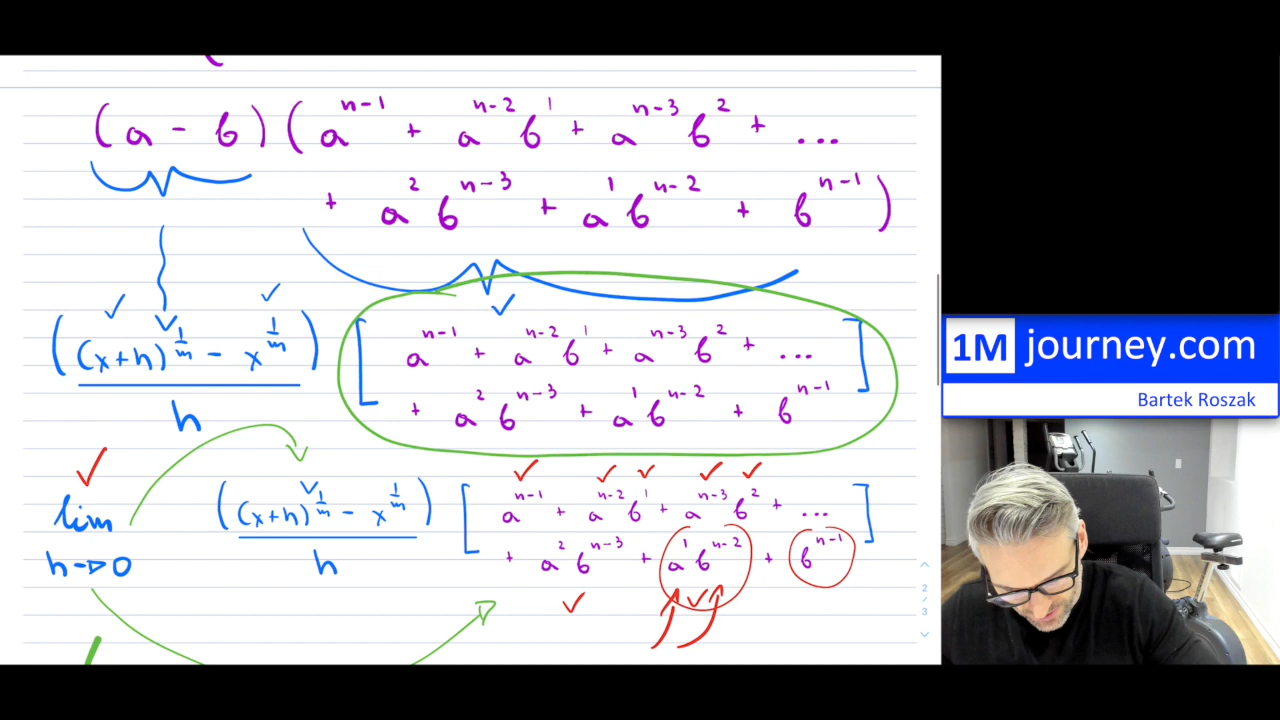 (a - b)(a^{n-1} + a^{n-2}b^{1} + a^{n-3}b^{2} + ...
+ a^{2}b^{n-3} + a^{1}b^{n-2} + b^{n-1})
((x+h)^{1/m} - x^{1/m}) / h [a^{n-1} + a^{n-2}b^{1} + a^{n-3}b^{2} + ...
+ a^{2}b^{n-3} + a^{1}b^{n-2} + b^{n-1}]
lim h→0 ((x+h)^{1/m} - x^{1/m}) / h [a^{n-1} + a^{n-2}b^{1} + a^{n-3}b^{2} + ...
+ a^{2}b^{n-3} + a^{1}b^{n-2} + b^{n-1}]
1M journey.com
Bartek Roszak
2
3